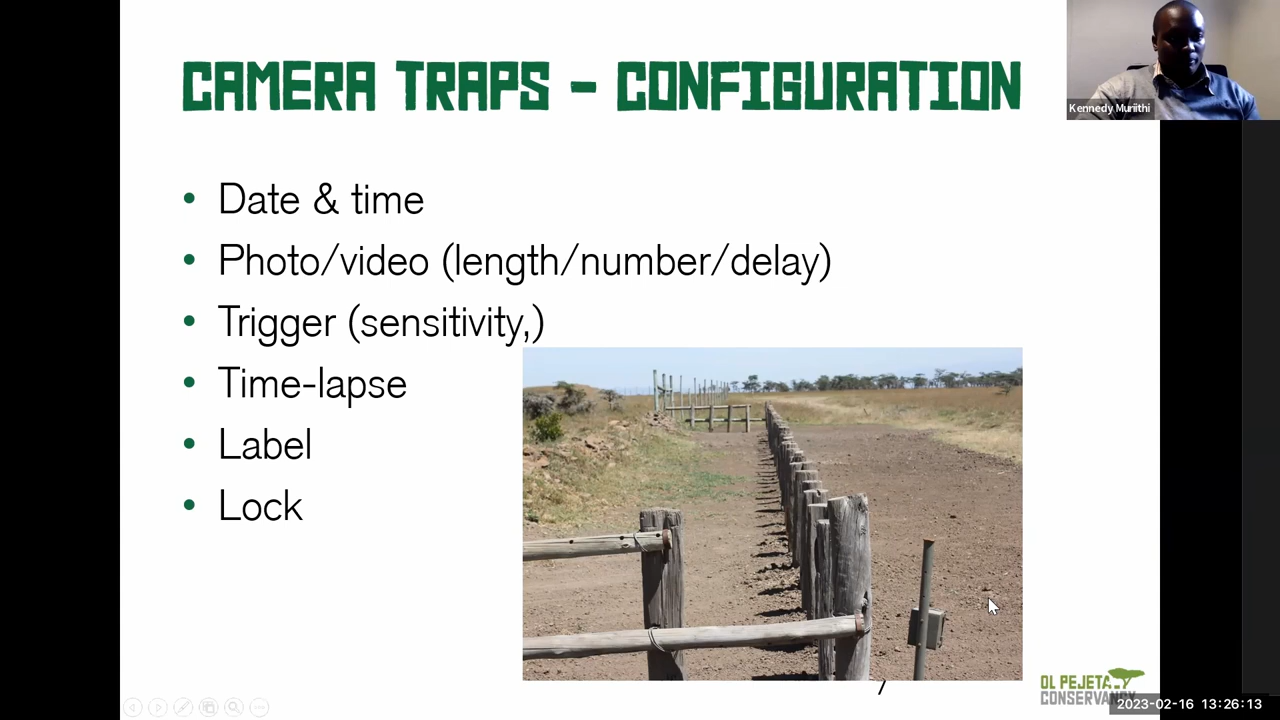 CAMERA TRAPS - CONFIGURATION
Kennedy Muriithi
• Date & time
• Photo/video (length/number/delay)
• Trigger (sensitivity,)
• Time-lapse
• Label
• Lock
7
OL PEJETA
CONSERVANCY
2023-02-16 13:26:13